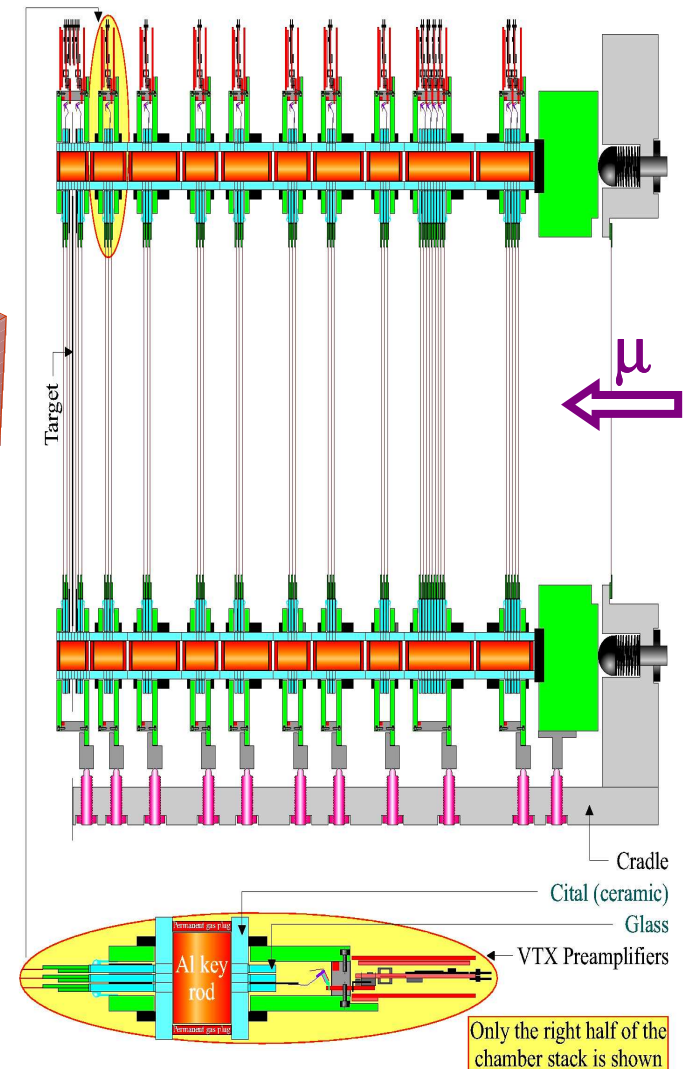 Target
μ
Cradle
Cital (ceramic)
Glass
VTX Preamplifiers
Permanent gas plug
Al key
rod
Permanent gas plug
Only the right half of the
chamber stack is shown